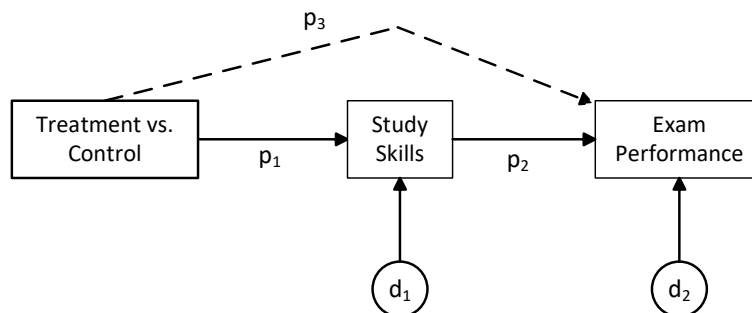 p₃
Treatment vs.
Control
p₁
Study
Skills
p₂
Exam
Performance
d₁
d₂